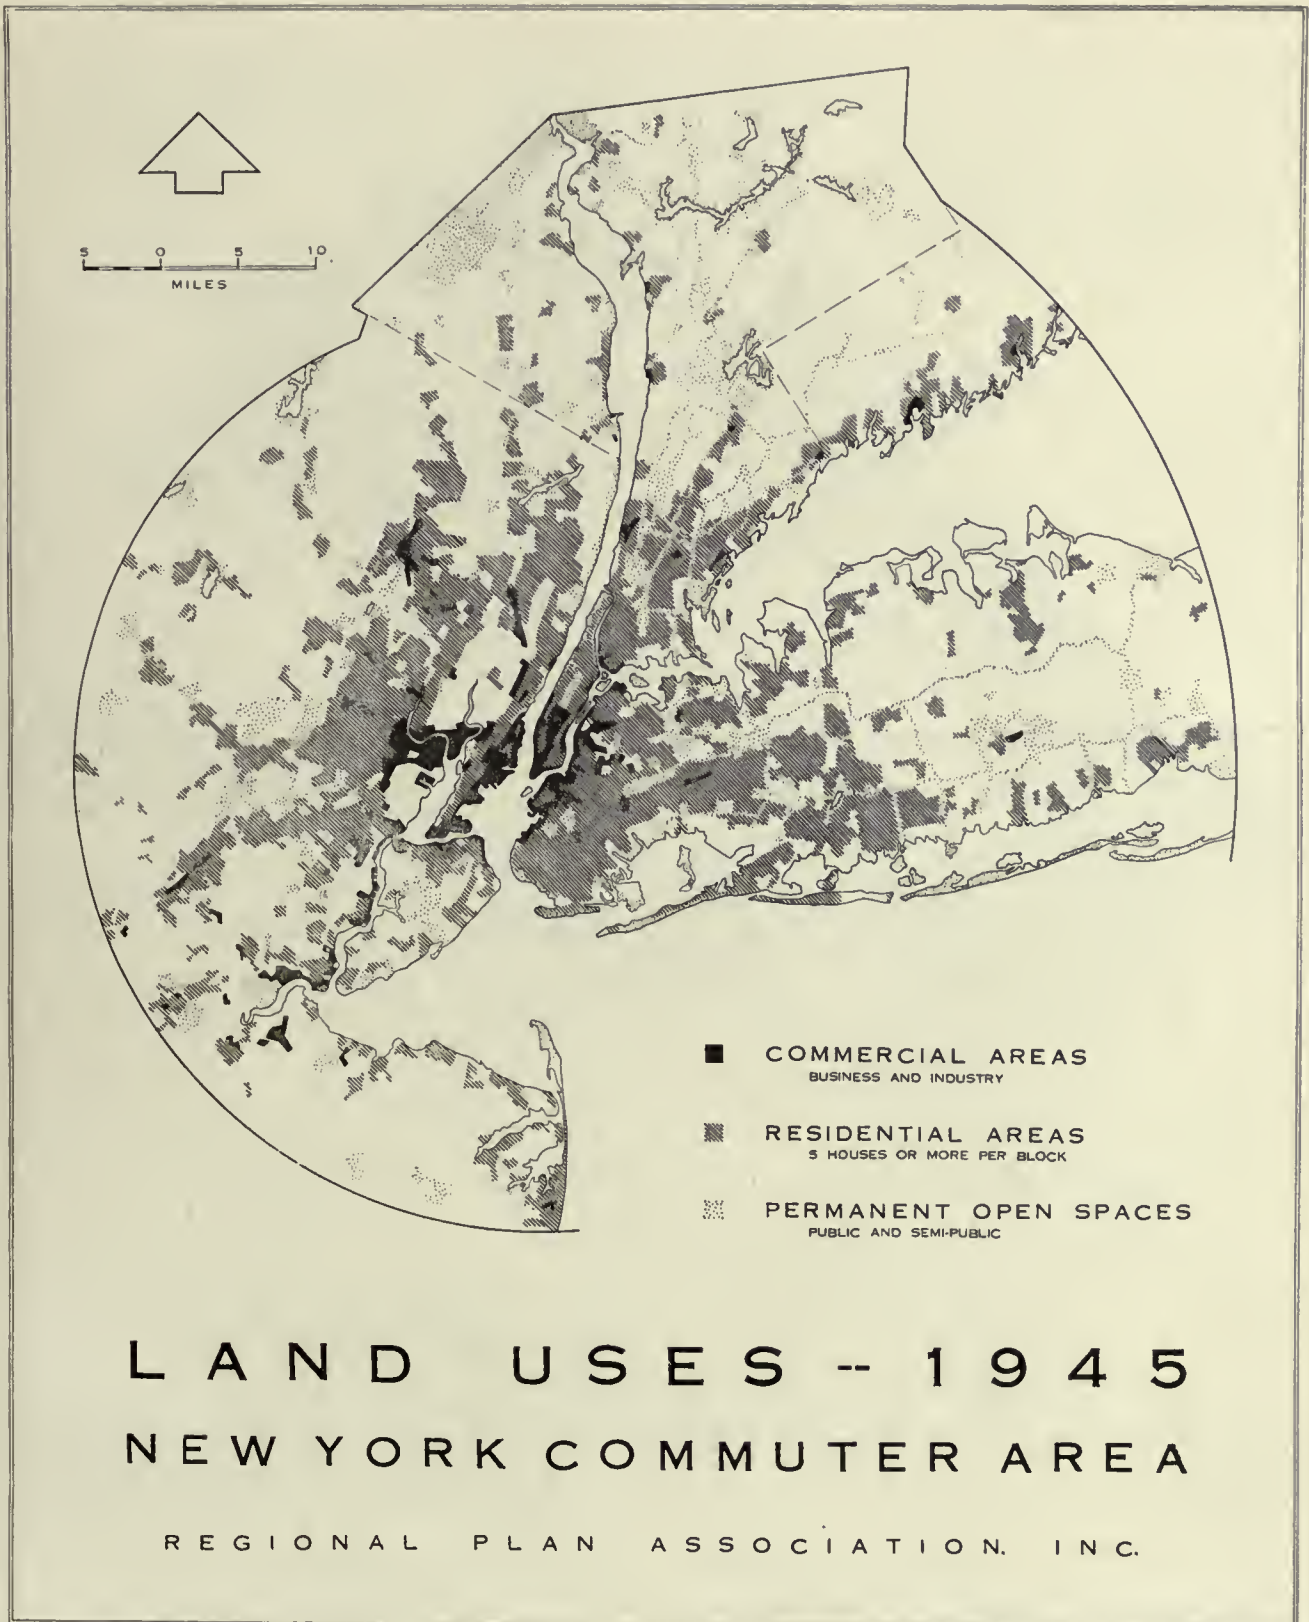 5 0 5 10
MILES
COMMERCIAL AREAS
BUSINESS AND INDUSTRY
RESIDENTIAL AREAS
5 HOUSES OR MORE PER BLOCK
PERMANENT OPEN SPACES
PUBLIC AND SEMI-PUBLIC
LAND USES -- 1945
NEW YORK COMMUTER AREA
REGIONAL PLAN ASSOCIATION. INC.